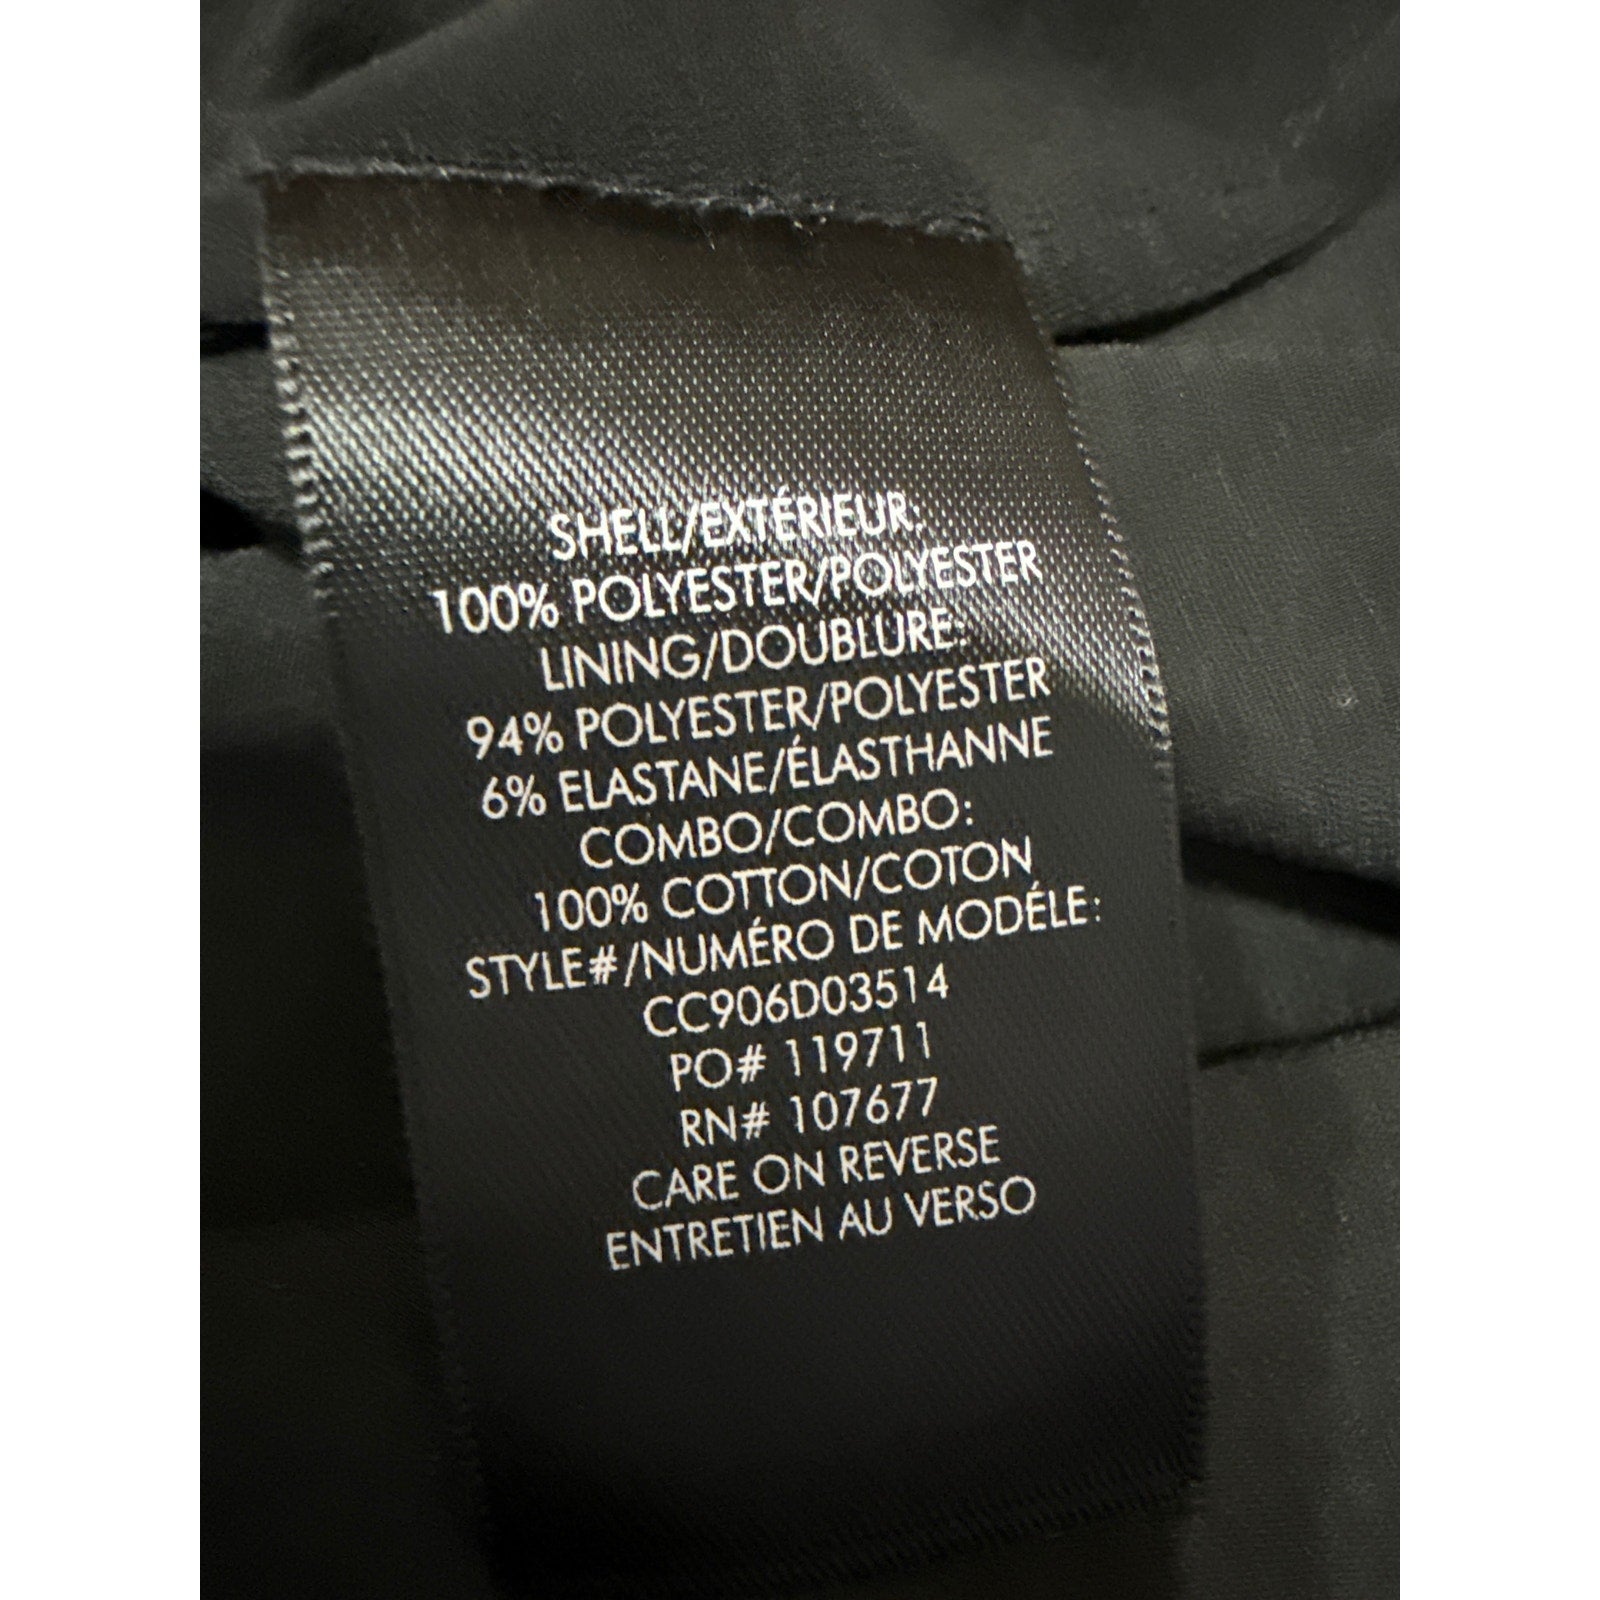 SHELL/EXTÉRIEUR:
100% POLYESTER/POLYESTER
LINING/DOUBLURE:
94% POLYESTER/POLYESTER
6% ELASTANE/ÉLASTHANNE
COMBO/COMBO:
100% COTTON/COTON
STYLE#/NUMÉRO DE MODÉLE:
CC906D03514
PO# 119711
RN# 107677
CARE ON REVERSE
ENTRETIEN AU VERSO